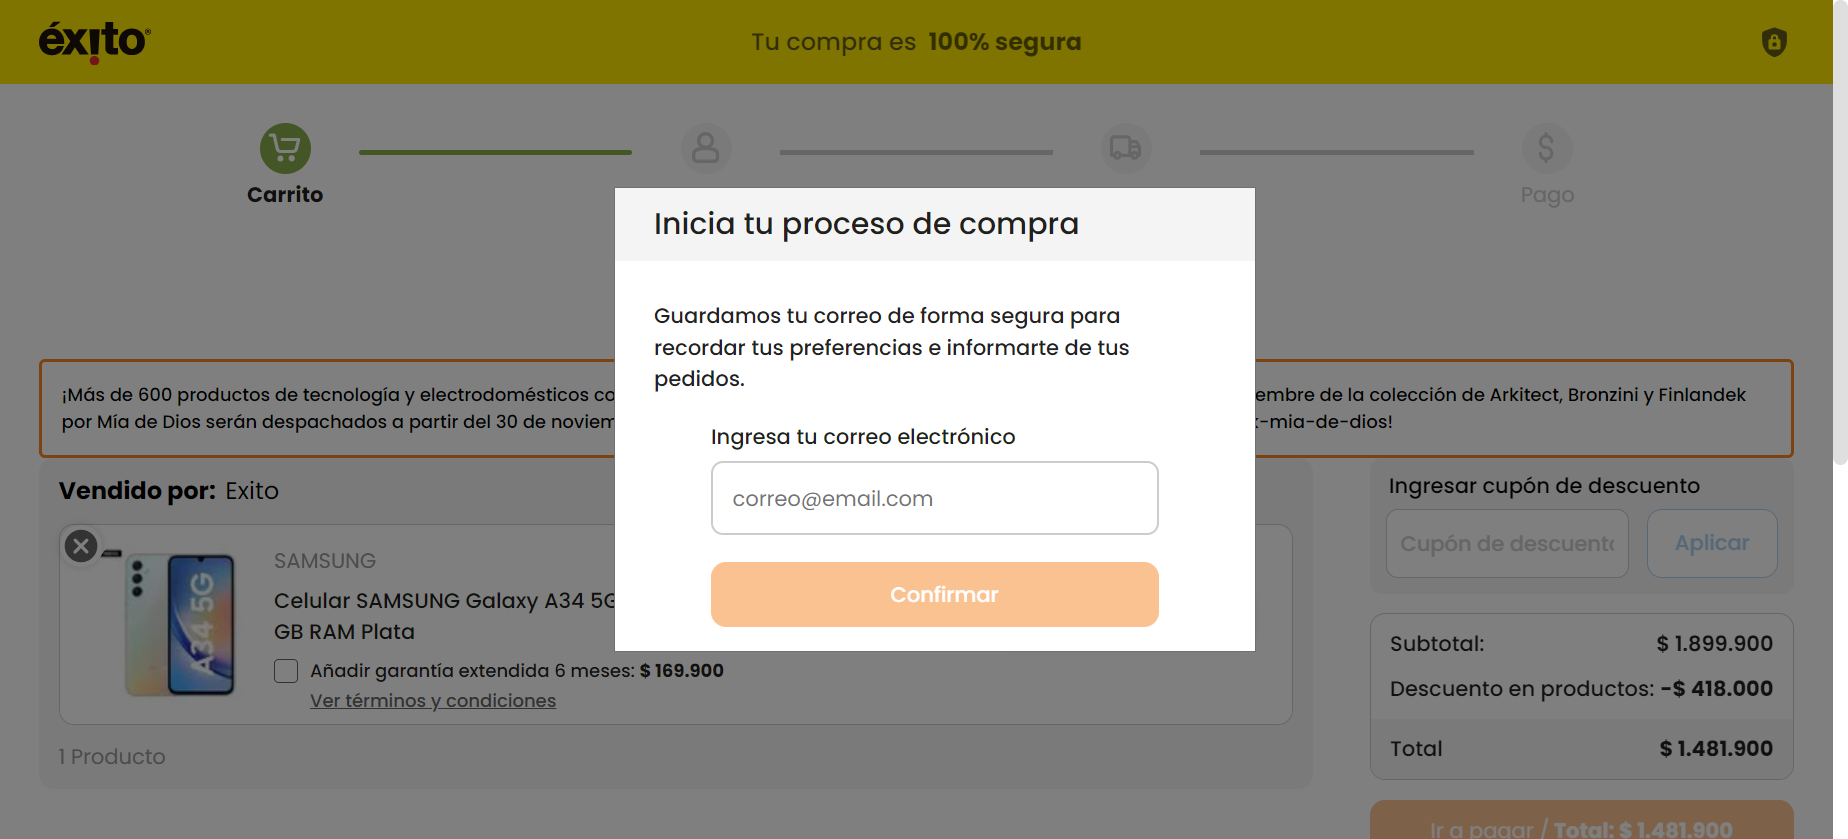 éxito
Tu compra es 100% segura
Carrito
Pago
Inicia tu proceso de compra
Guardamos tu correo de forma segura para
recordar tus preferencias e informarte de tus
pedidos.
Ingresa tu correo electrónico
correo@email.com
Confirmar
¡Más de 600 productos de tecnología y electrodomésticos co
embre de la colección de Arkitect, Bronzini y Finlandek
por Mía de Dios serán despachados a partir del 30 de noviem
-mia-de-dios!
Vendido por: Exito
SAMSUNG
Celular SAMSUNG Galaxy A34 5G
GB RAM Plata
A34 5G
Añadir garantía extendida 6 meses: $ 169.900
Ver términos y condiciones
1 Producto
Ingresar cupón de descuento
Cupón de descuento
Aplicar
Subtotal: $ 1.899.900
Descuento en productos: -$ 418.000
Total $ 1.481.900
Ir a pagar / Total: $ 1.481.900